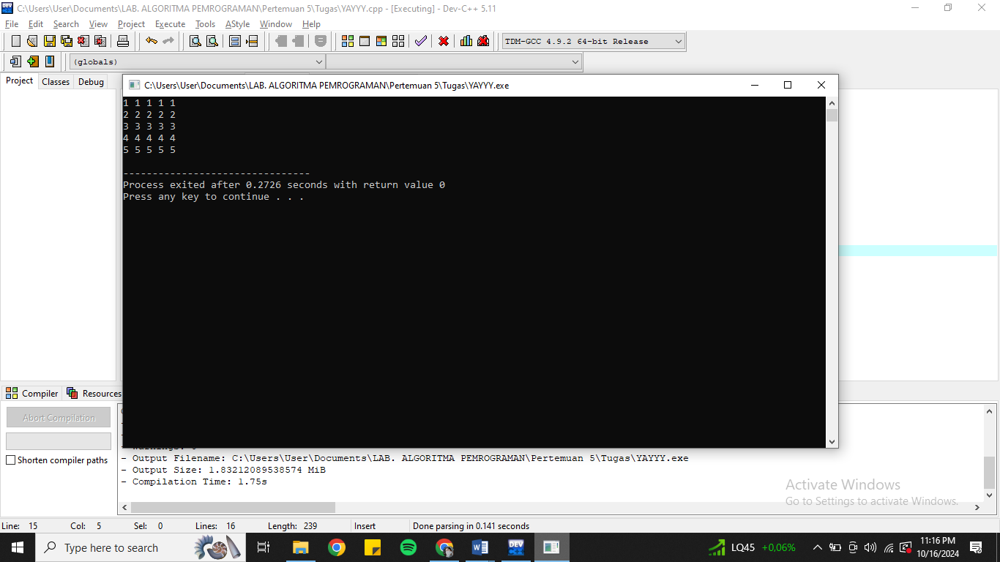 C:\Users\User\Documents\LAB. ALGORITMA PEMROGRAMAN\Pertemuan 5\Tugas\YAYYY.cpp - [Executing] - Dev-C++ 5.11
File Edit Search View Project Execute Tools AStyle Window Help
TDM-GCC 4.9.2 64-bit Release
(globals)
Project Classes Debug
C:\Users\User\Documents\LAB. ALGORITMA PEMROGRAMAN\Pertemuan 5\Tugas\YAYYY.exe
1 1 1 1 1
2 2 2 2 2
3 3 3 3 3
4 4 4 4 4
5 5 5 5 5
--------------------------------
Process exited after 0.2726 seconds with return value 0
Press any key to continue . . .
Compiler Resources
Abort Compilation
Shorten compiler paths
- Output Filename: C:\Users\User\Documents\LAB. ALGORITMA PEMROGRAMAN\Pertemuan 5\Tugas\YAYYY.exe
- Output Size: 1.83212089538574 MiB
- Compilation Time: 1.75s
Activate Windows
Go to Settings to activate Windows.
Line: 15 Col: 5 Sel: 0 Lines: 16 Length: 239 Insert Done parsing in 0.141 seconds
Type here to search
DEV
LQ45 +0,06%
11:16 PM
10/16/2024